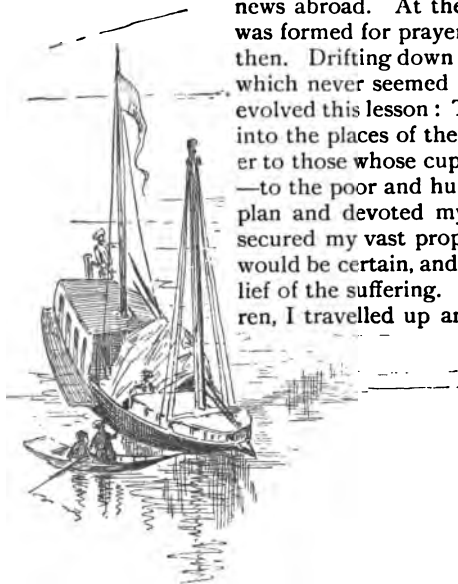 news abroad. At the
was formed for prayer
then. Drifting down
which never seemed
evolved this lesson : T
into the places of the
er to those whose cup
—to the poor and hu
plan and devoted my
secured my vast prop
would be certain, and
lief of the suffering.
ren, I travelled up an